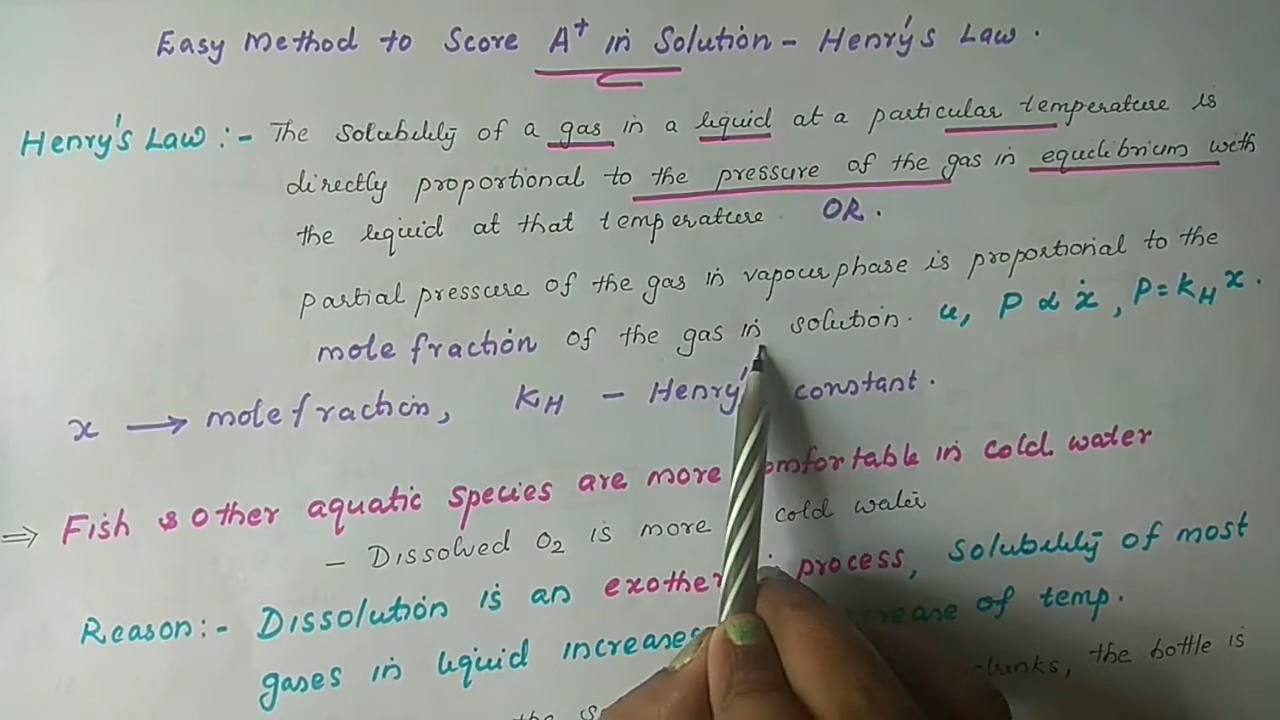 Easy Method to Score A+ in Solution - Henry's Law.
Henry's Law :- The solubility of a gas in a liquid at a particular temperature is
directly proportional to the pressure of the gas in equilibrium with
the liquid at that temperature. OR.
Partial pressure of the gas in vapour phase is proportional to the
mole fraction of the gas in solution. ie, P ∝ x, P = KH x.
x → mole fraction, KH - Henry' constant.
⇒ Fish & Other aquatic species are more comfortable in cold water
- Dissolved O2 is more cold water
Reason:- Dissolution is an exother process, Solubility of most
gases in liquid increases of temp.
drinks, the bottle is
the